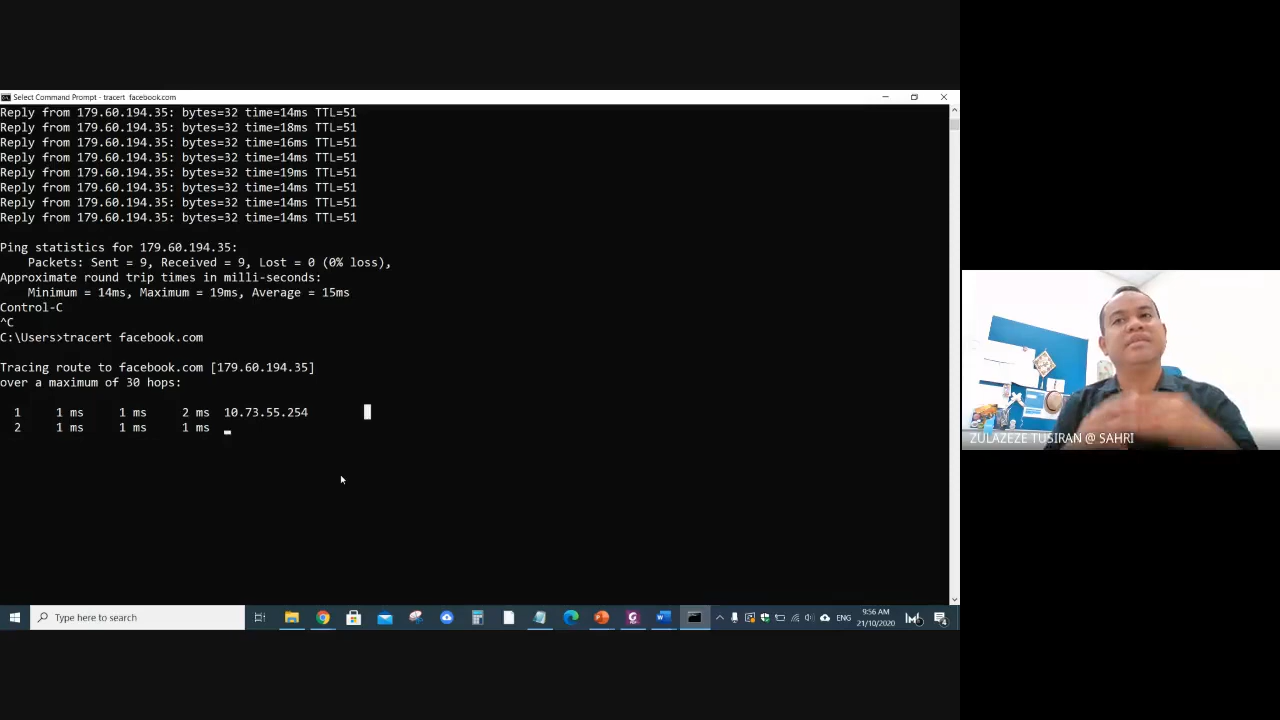 Select Command Prompt - tracert  facebook.com
Reply from 179.60.194.35: bytes=32 time=14ms TTL=51
Reply from 179.60.194.35: bytes=32 time=18ms TTL=51
Reply from 179.60.194.35: bytes=32 time=16ms TTL=51
Reply from 179.60.194.35: bytes=32 time=14ms TTL=51
Reply from 179.60.194.35: bytes=32 time=19ms TTL=51
Reply from 179.60.194.35: bytes=32 time=14ms TTL=51
Reply from 179.60.194.35: bytes=32 time=14ms TTL=51
Reply from 179.60.194.35: bytes=32 time=14ms TTL=51
Ping statistics for 179.60.194.35:
    Packets: Sent = 9, Received = 9, Lost = 0 (0% loss),
Approximate round trip times in milli-seconds:
    Minimum = 14ms, Maximum = 19ms, Average = 15ms
Control-C
^C
C:\Users>tracert facebook.com
Tracing route to facebook.com [179.60.194.35]
over a maximum of 30 hops:
  1     1 ms     1 ms     2 ms  10.73.55.254
  2     1 ms     1 ms     1 ms
ZULAZEZE TUSIRAN @ SAHRI
Type here to search
ENG
9:56 AM
21/10/2020